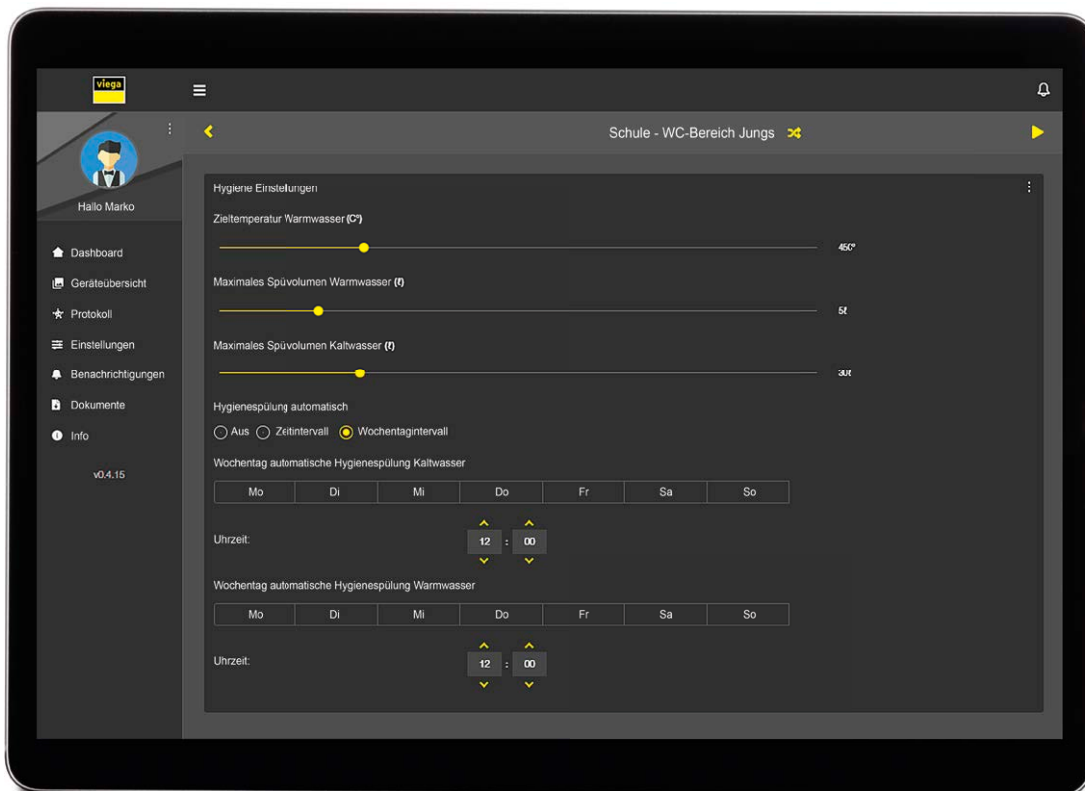 viega
Schule - WC-Bereich Jungs
Hallo Marko
Dashboard
Geräteübersicht
Protokoll
Einstellungen
Benachrichtigungen
Dokumente
Info
v0.4.15
Hygiene Einstellungen
Zieltemperatur Warmwasser (C°)
Maximales Spüvolumen Warmwasser (ℓ)
5ℓ
Maximales Spüvolumen Kaltwasser (ℓ)
30ℓ
Hygienespülung automatisch
Aus Zeitintervall Wochentagintervall
Wochentag automatische Hygienespülung Kaltwasser
Mo Di Mi Do Fr Sa So
Uhrzeit: 12 : 00
Wochentag automatische Hygienespülung Warmwasser
Mo Di Mi Do Fr Sa So
Uhrzeit: 12 : 00